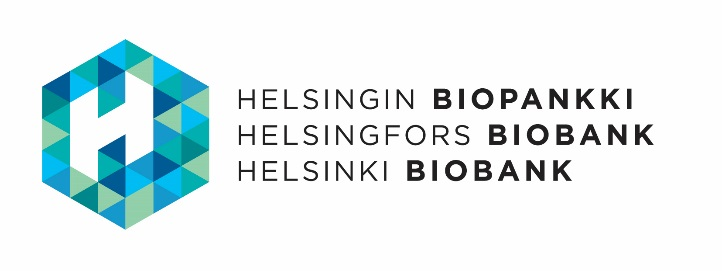 H
HELSINGIN BIOPANKKI
HELSINGFORS BIOBANK
HELSINKI BIOBANK